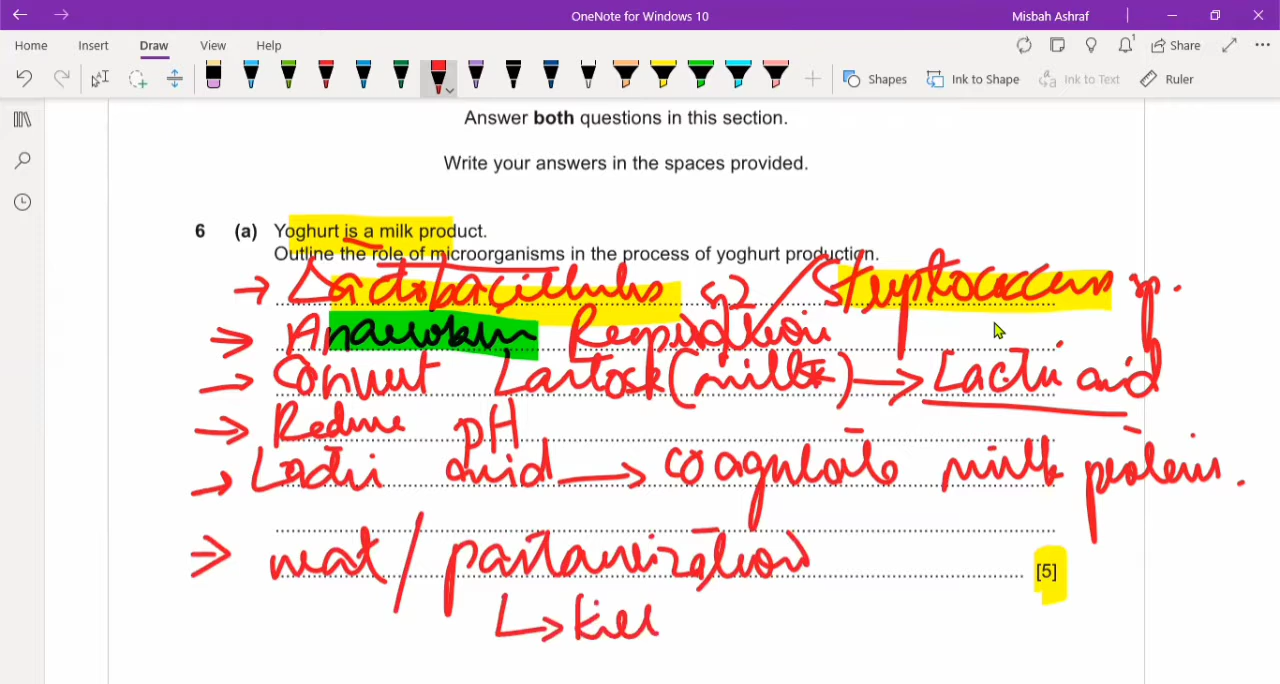 OneNote for Windows 10
Misbah Ashraf
Home Insert Draw View Help
Share
Shapes Ink to Shape Ink to Text Ruler
Answer both questions in this section.
Write your answers in the spaces provided.
6 (a) Yoghurt is a milk product.
Outline the role of microorganisms in the process of yoghurt production.
→ Lactobacillulus sp / Streptococcus sp.
→ Anaerobic Respiration
→ Convert Lactose (milk) → Lactic acid
→ Reduce pH
→ Lactic acid → coagulate milk proteins.
→ heat / pasteurization
[5]
↳ kill